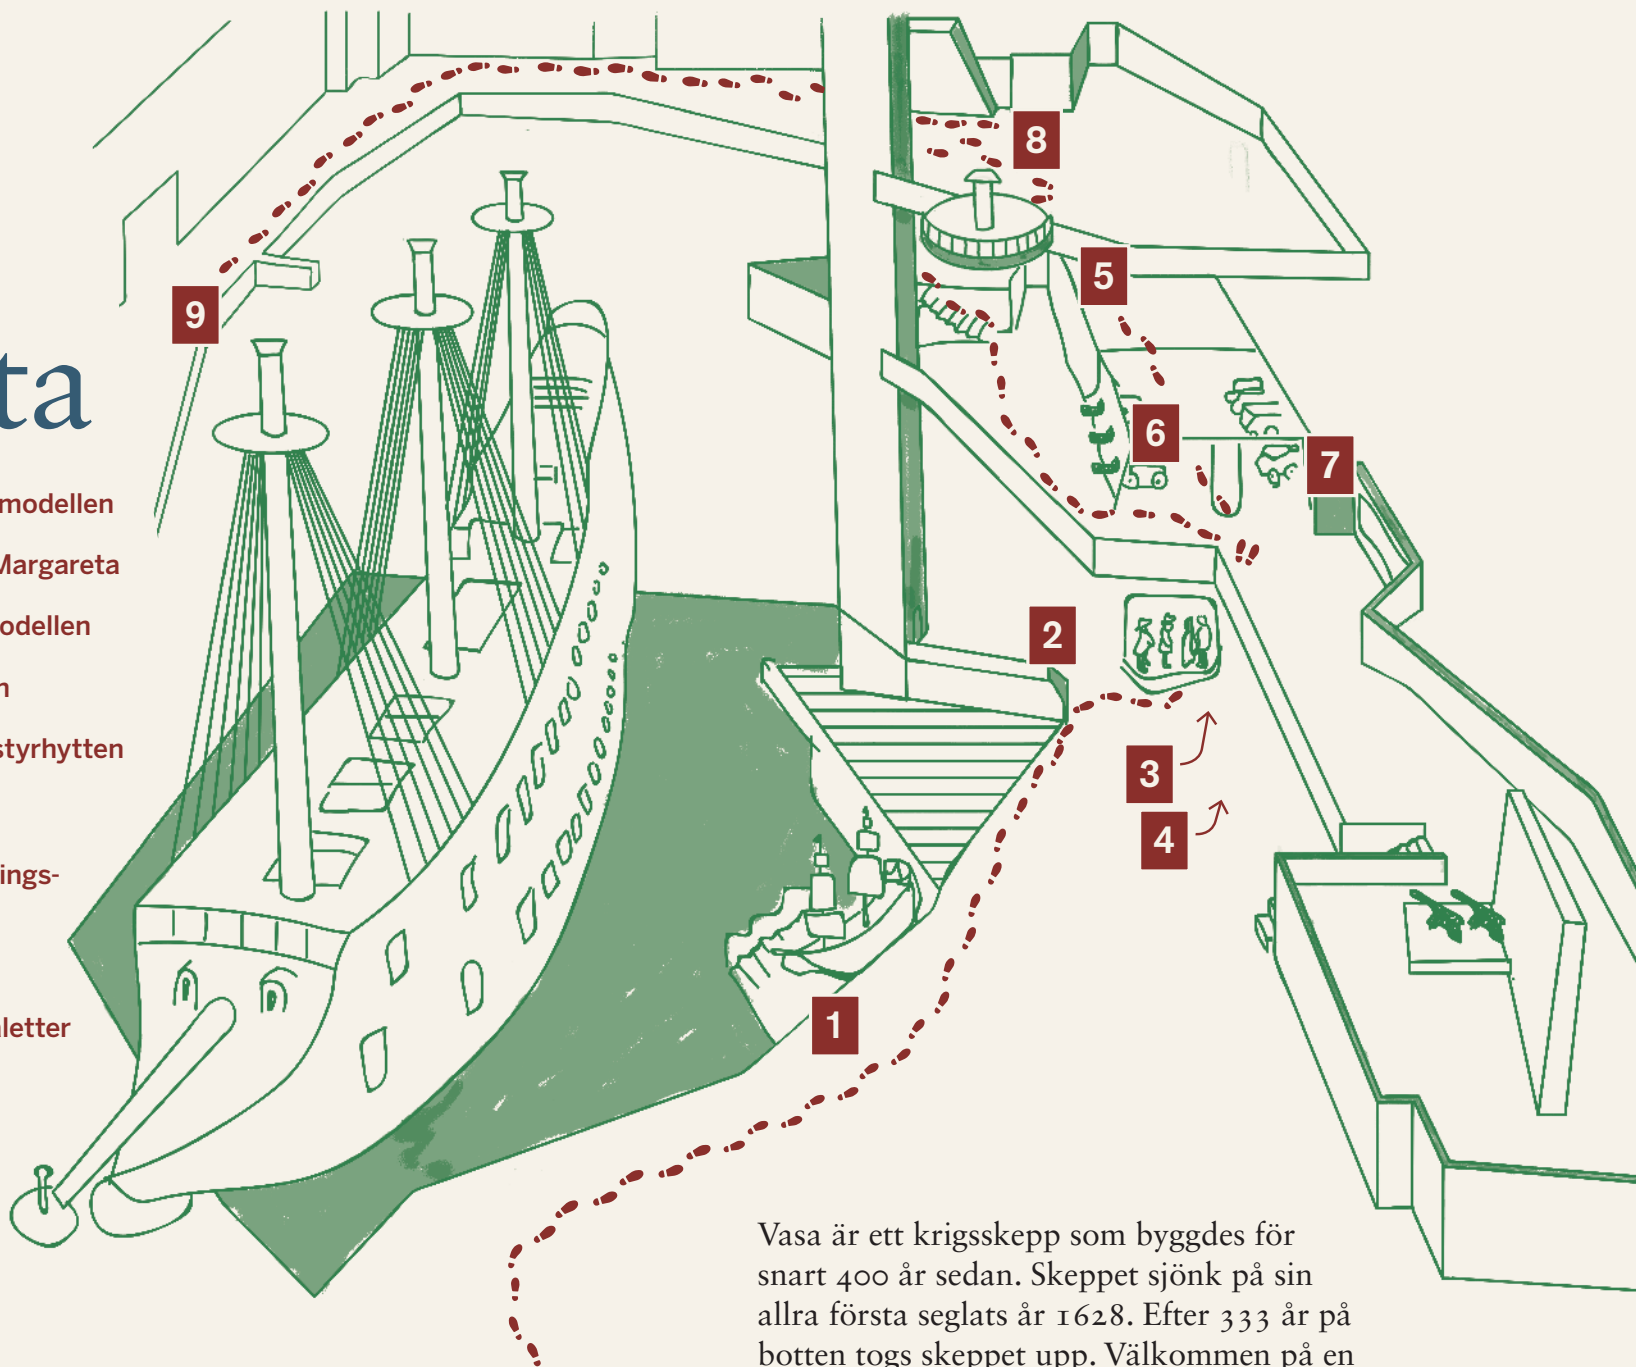 8
5
9
ta
6
7
modellen
Margareta
odellen
n
styrhytten
ings-
letter
2
3
4
1
Vasa är ett krigsskepp som byggdes för
snart 400 år sedan. Skeppet sjönk på sin
allra första seglats år 1628. Efter 333 år på
botten togs skeppet upp. Välkommen på en